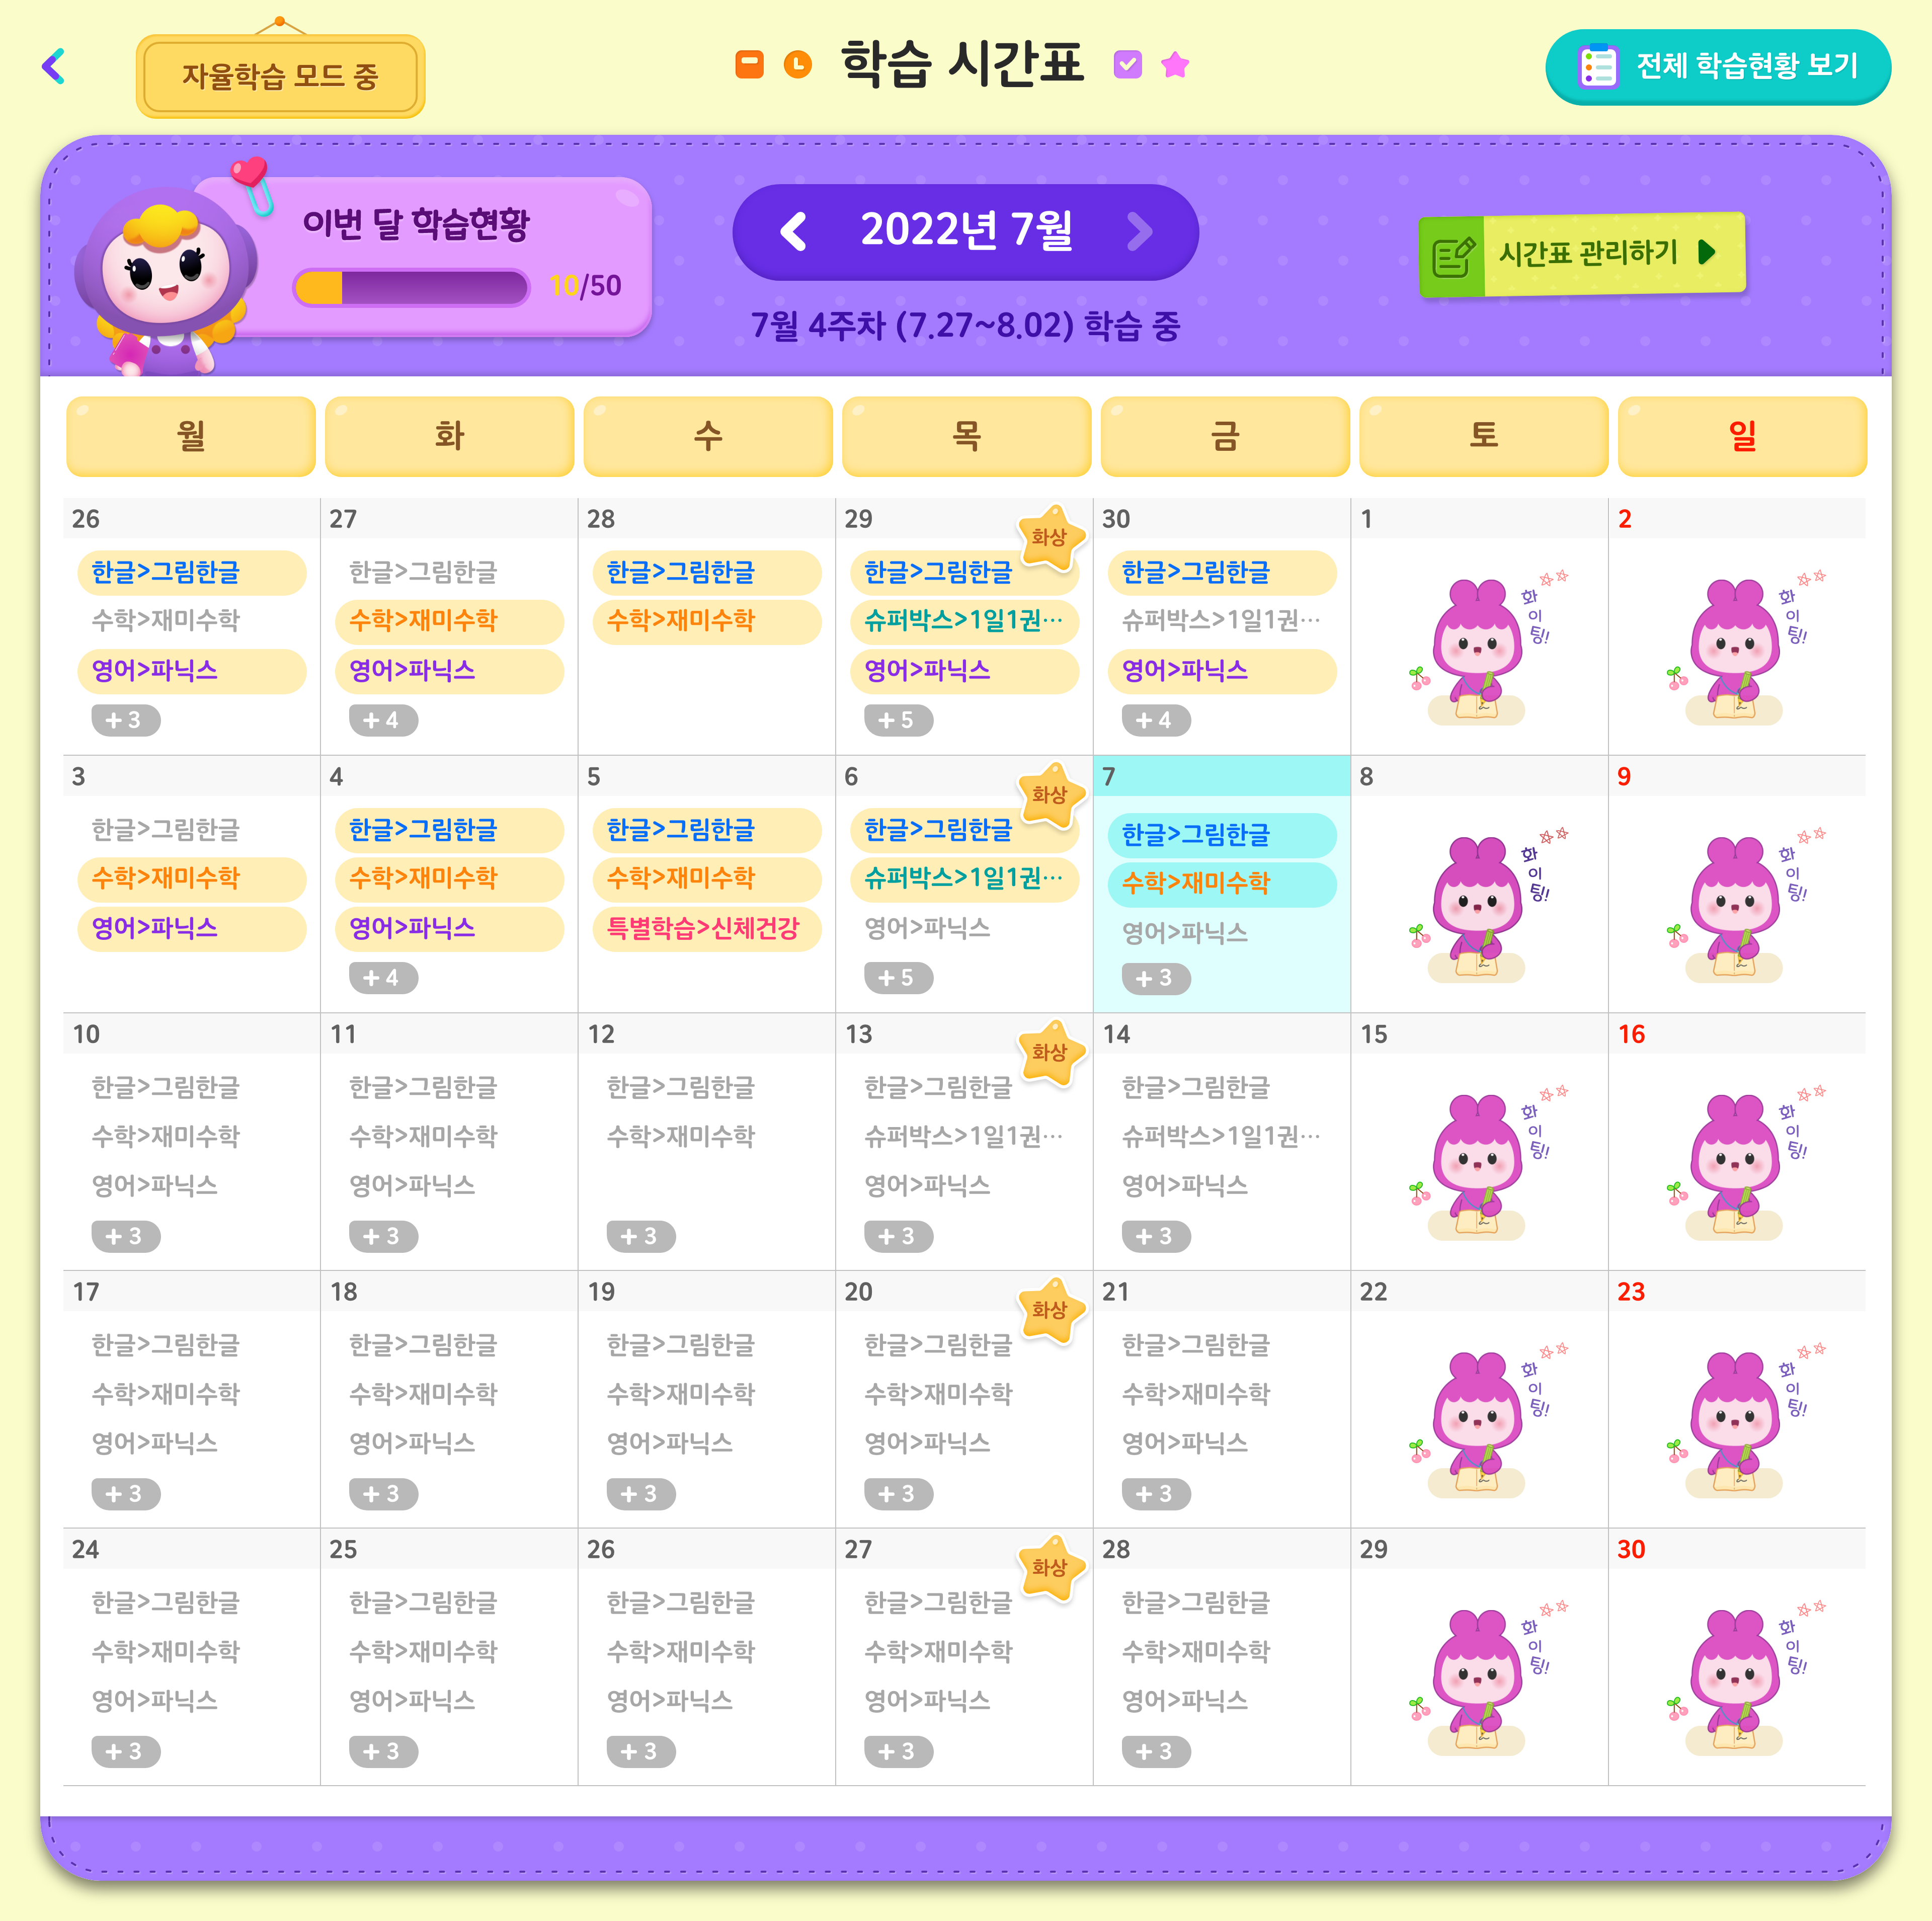 자율학습 모드 중
학습 시간표
전체 학습현황 보기
이번 달 학습현황
10/50
2022년 7월
7월 4주차 (7.27~8.02) 학습 중
시간표 관리하기
월 화 수 목 금 토 일
26
한글>그림한글
수학>재미수학
영어>파닉스
+ 3
27
한글>그림한글
수학>재미수학
영어>파닉스
+ 4
28
한글>그림한글
수학>재미수학
29
화상
한글>그림한글
슈퍼박스>1일1권···
영어>파닉스
+ 5
30
한글>그림한글
슈퍼박스>1일1권···
영어>파닉스
+ 4
1
화
이
팅!
2
화
이
팅!
3
한글>그림한글
수학>재미수학
영어>파닉스
4
한글>그림한글
수학>재미수학
영어>파닉스
+ 4
5
한글>그림한글
수학>재미수학
특별학습>신체건강
6
화상
한글>그림한글
슈퍼박스>1일1권···
영어>파닉스
+ 5
7
한글>그림한글
수학>재미수학
영어>파닉스
+ 3
8
화
이
팅!
9
화
이
팅!
10
한글>그림한글
수학>재미수학
영어>파닉스
+ 3
11
한글>그림한글
수학>재미수학
영어>파닉스
+ 3
12
한글>그림한글
수학>재미수학
+ 3
13
화상
한글>그림한글
슈퍼박스>1일1권···
영어>파닉스
+ 3
14
한글>그림한글
슈퍼박스>1일1권···
영어>파닉스
+ 3
15
화
이
팅!
16
화
이
팅!
17
한글>그림한글
수학>재미수학
영어>파닉스
+ 3
18
한글>그림한글
수학>재미수학
영어>파닉스
+ 3
19
한글>그림한글
수학>재미수학
영어>파닉스
+ 3
20
화상
한글>그림한글
수학>재미수학
영어>파닉스
+ 3
21
한글>그림한글
수학>재미수학
영어>파닉스
+ 3
22
화
이
팅!
23
화
이
팅!
24
한글>그림한글
수학>재미수학
영어>파닉스
+ 3
25
한글>그림한글
수학>재미수학
영어>파닉스
+ 3
26
한글>그림한글
수학>재미수학
영어>파닉스
+ 3
27
화상
한글>그림한글
수학>재미수학
영어>파닉스
+ 3
28
한글>그림한글
수학>재미수학
영어>파닉스
+ 3
29
화
이
팅!
30
화
이
팅!